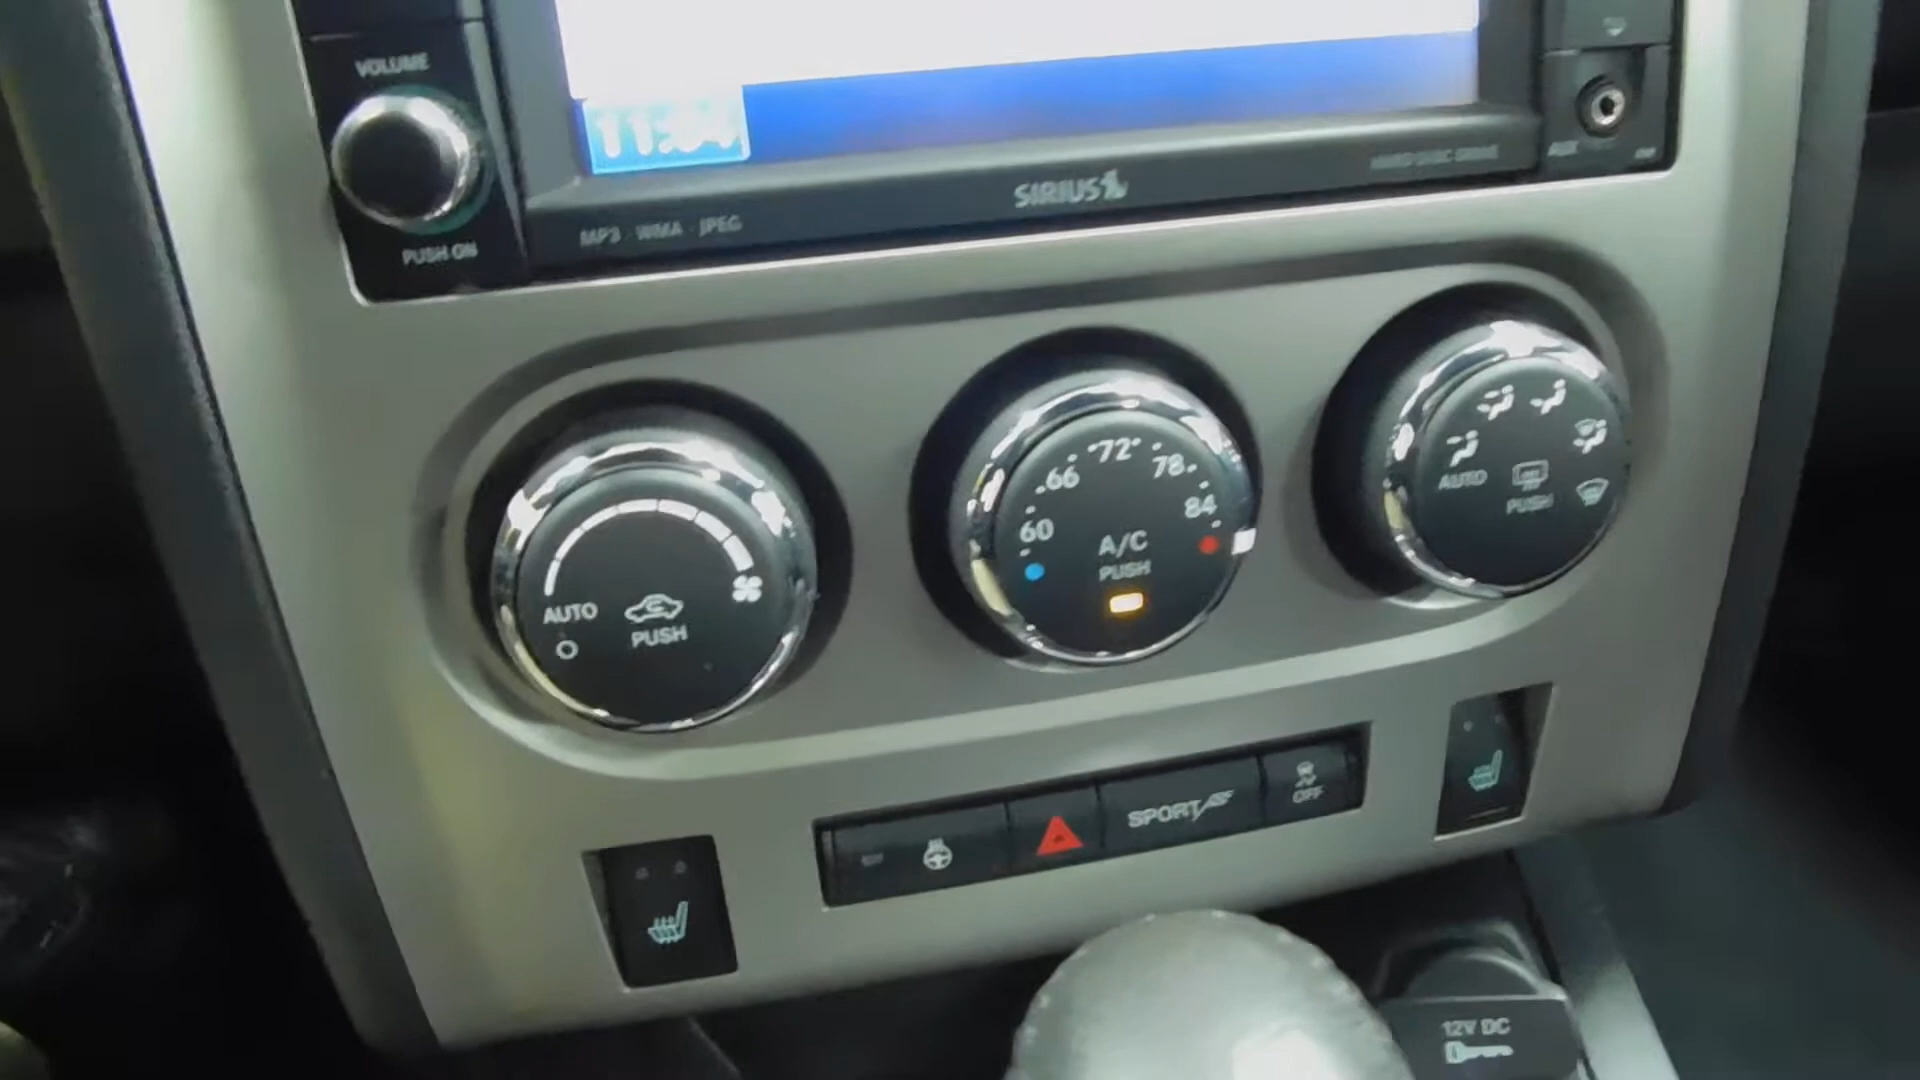 VOLUME
PUSH ON
MP3 · WMA · JPEG
SIRIUS
HARD DISC DRIVE
AUX
AUTO
PUSH
60
66
72
78
84
A/C
PUSH
AUTO
PUSH
SPORT
OFF
12V DC